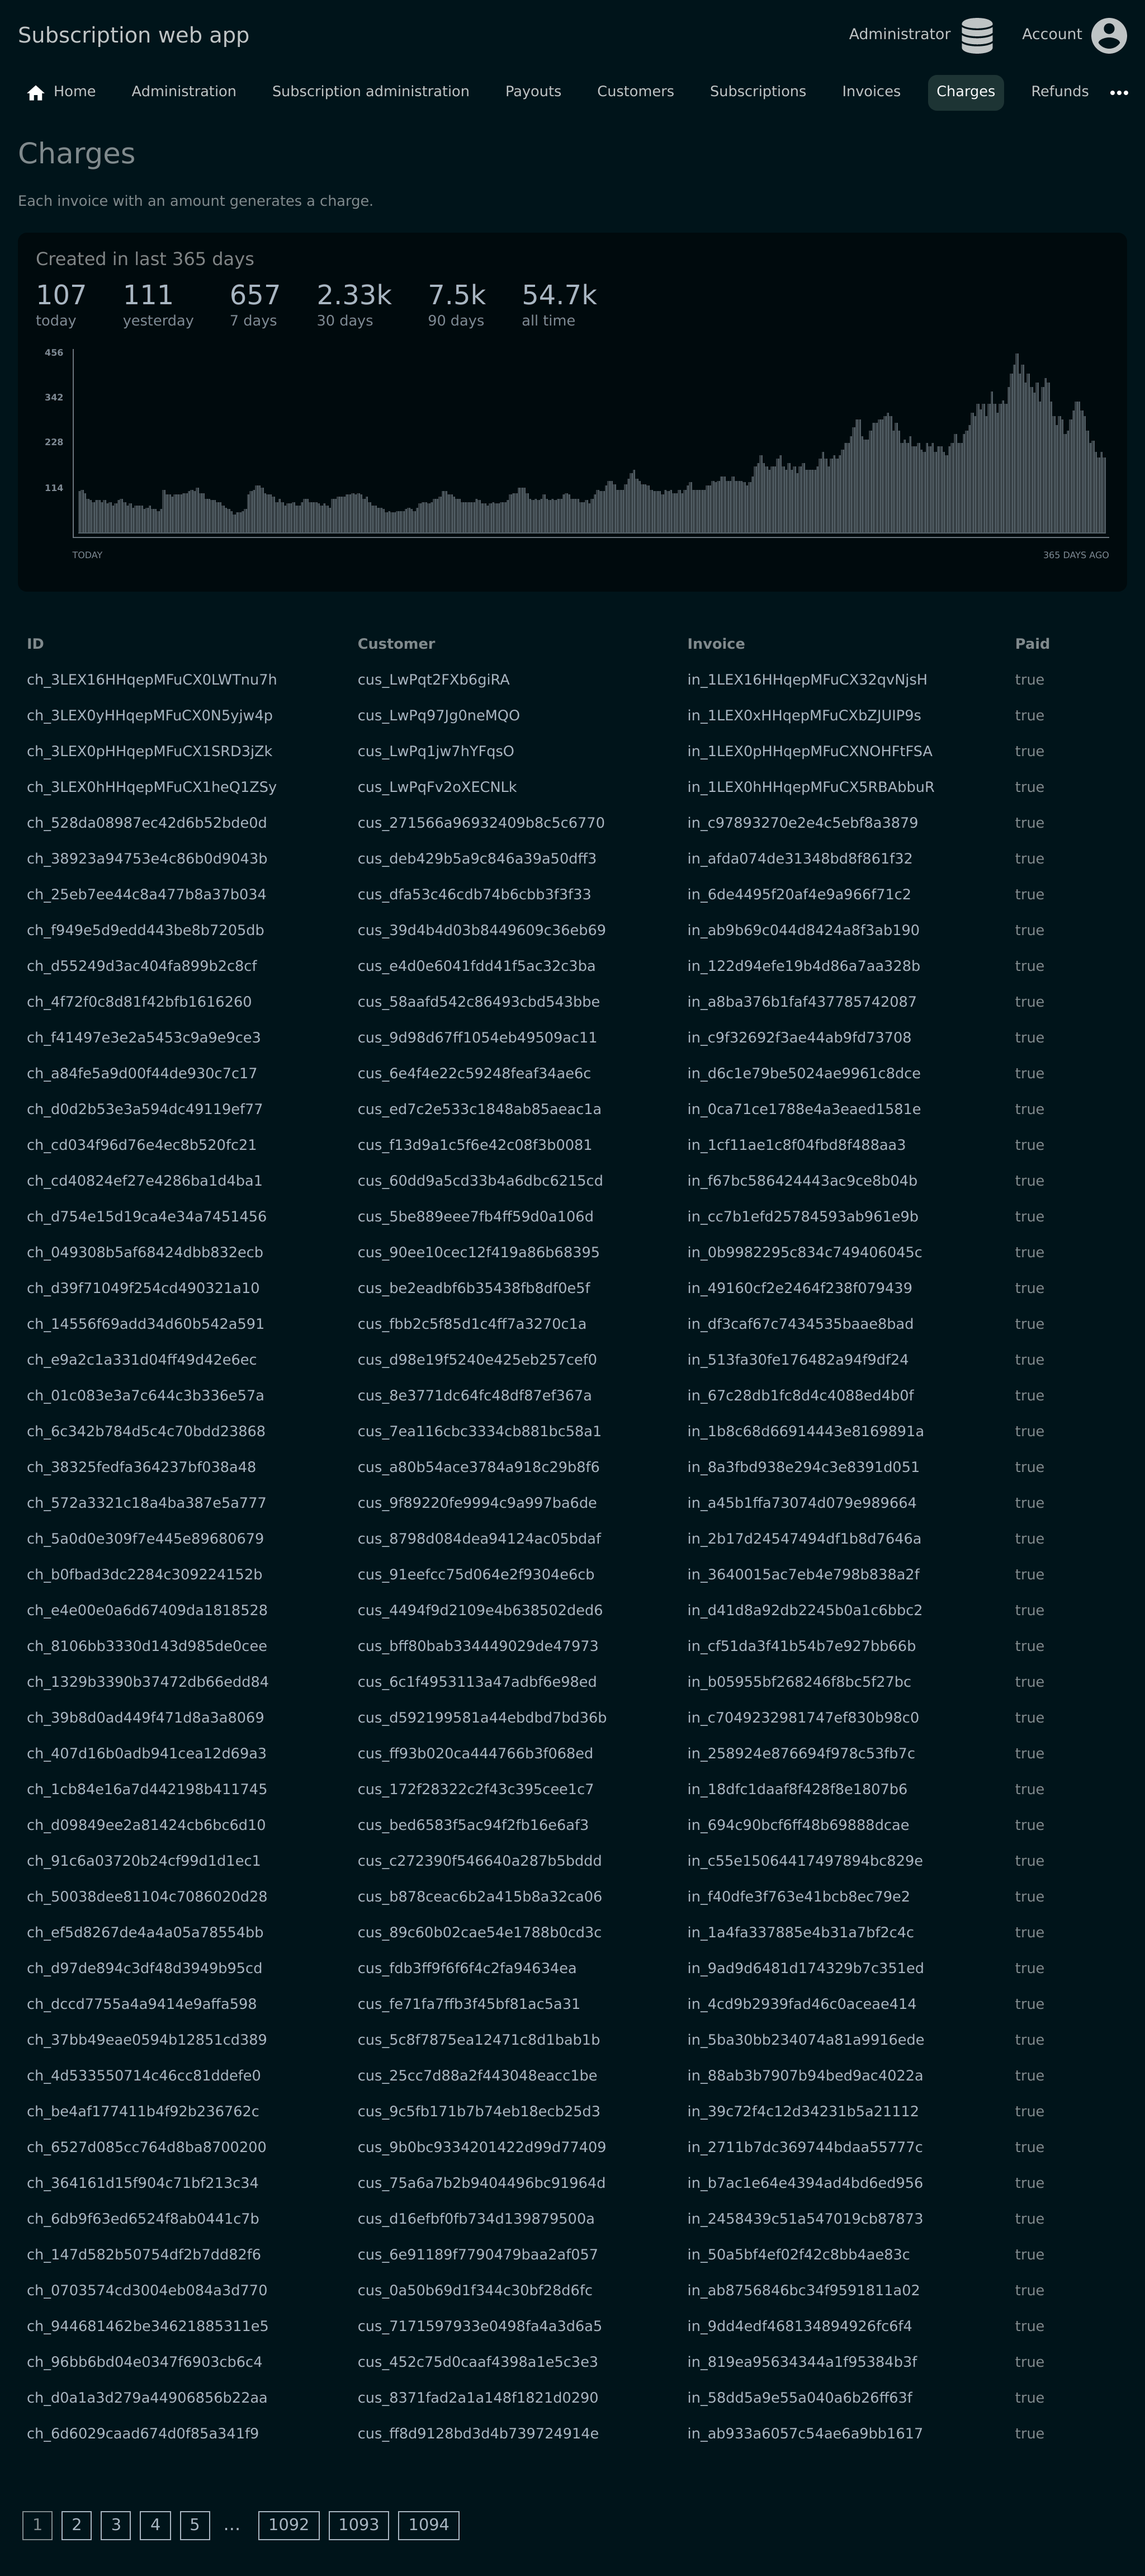 Subscription web app
Administrator
Account
Home Administration Subscription administration Payouts Customers Subscriptions Invoices Charges Refunds •••
Charges
Each invoice with an amount generates a charge.
Created in last 365 days
107 111 657 2.33k 7.5k 54.7k
today yesterday 7 days 30 days 90 days all time
456
342
228
114
TODAY 365 DAYS AGO
ID Customer Invoice Paid
ch_3LEX16HHqepMFuCX0LWTnu7h cus_LwPqt2FXb6giRA in_1LEX16HHqepMFuCX32qvNjsH true
ch_3LEX0yHHqepMFuCX0N5yjw4p cus_LwPq97Jg0neMQO in_1LEX0xHHqepMFuCXbZJUIP9s true
ch_3LEX0pHHqepMFuCX1SRD3jZk cus_LwPq1jw7hYFqsO in_1LEX0pHHqepMFuCXNOHFtFSA true
ch_3LEX0hHHqepMFuCX1heQ1ZSy cus_LwPqFv2oXECNLk in_1LEX0hHHqepMFuCX5RBAbbuR true
ch_528da08987ec42d6b52bde0d cus_271566a96932409b8c5c6770 in_c97893270e2e4c5ebf8a3879 true
ch_38923a94753e4c86b0d9043b cus_deb429b5a9c846a39a50dff3 in_afda074de31348bd8f861f32 true
ch_25eb7ee44c8a477b8a37b034 cus_dfa53c46cdb74b6cbb3f3f33 in_6de4495f20af4e9a966f71c2 true
ch_f949e5d9edd443be8b7205db cus_39d4b4d03b8449609c36eb69 in_ab9b69c044d8424a8f3ab190 true
ch_d55249d3ac404fa899b2c8cf cus_e4d0e6041fdd41f5ac32c3ba in_122d94efe19b4d86a7aa328b true
ch_4f72f0c8d81f42bfb1616260 cus_58aafd542c86493cbd543bbe in_a8ba376b1faf437785742087 true
ch_f41497e3e2a5453c9a9e9ce3 cus_9d98d67ff1054eb49509ac11 in_c9f32692f3ae44ab9fd73708 true
ch_a84fe5a9d00f44de930c7c17 cus_6e4f4e22c59248feaf34ae6c in_d6c1e79be5024ae9961c8dce true
ch_d0d2b53e3a594dc49119ef77 cus_ed7c2e533c1848ab85aeac1a in_0ca71ce1788e4a3eaed1581e true
ch_cd034f96d76e4ec8b520fc21 cus_f13d9a1c5f6e42c08f3b0081 in_1cf11ae1c8f04fbd8f488aa3 true
ch_cd40824ef27e4286ba1d4ba1 cus_60dd9a5cd33b4a6dbc6215cd in_f67bc586424443ac9ce8b04b true
ch_d754e15d19ca4e34a7451456 cus_5be889eee7fb4ff59d0a106d in_cc7b1efd25784593ab961e9b true
ch_049308b5af68424dbb832ecb cus_90ee10cec12f419a86b68395 in_0b9982295c834c749406045c true
ch_d39f71049f254cd490321a10 cus_be2eadbf6b35438fb8df0e5f in_49160cf2e2464f238f079439 true
ch_14556f69add34d60b542a591 cus_fbb2c5f85d1c4ff7a3270c1a in_df3caf67c7434535baae8bad true
ch_e9a2c1a331d04ff49d42e6ec cus_d98e19f5240e425eb257cef0 in_513fa30fe176482a94f9df24 true
ch_01c083e3a7c644c3b336e57a cus_8e3771dc64fc48df87ef367a in_67c28db1fc8d4c4088ed4b0f true
ch_6c342b784d5c4c70bdd23868 cus_7ea116cbc3334cb881bc58a1 in_1b8c68d66914443e8169891a true
ch_38325fedfa364237bf038a48 cus_a80b54ace3784a918c29b8f6 in_8a3fbd938e294c3e8391d051 true
ch_572a3321c18a4ba387e5a777 cus_9f89220fe9994c9a997ba6de in_a45b1ffa73074d079e989664 true
ch_5a0d0e309f7e445e89680679 cus_8798d084dea94124ac05bdaf in_2b17d24547494df1b8d7646a true
ch_b0fbad3dc2284c309224152b cus_91eefcc75d064e2f9304e6cb in_3640015ac7eb4e798b838a2f true
ch_e4e00e0a6d67409da1818528 cus_4494f9d2109e4b638502ded6 in_d41d8a92db2245b0a1c6bbc2 true
ch_8106bb3330d143d985de0cee cus_bff80bab334449029de47973 in_cf51da3f41b54b7e927bb66b true
ch_1329b3390b37472db66edd84 cus_6c1f4953113a47adbf6e98ed in_b05955bf268246f8bc5f27bc true
ch_39b8d0ad449f471d8a3a8069 cus_d592199581a44ebdbd7bd36b in_c7049232981747ef830b98c0 true
ch_407d16b0adb941cea12d69a3 cus_ff93b020ca444766b3f068ed in_258924e876694f978c53fb7c true
ch_1cb84e16a7d442198b411745 cus_172f28322c2f43c395cee1c7 in_18dfc1daaf8f428f8e1807b6 true
ch_d09849ee2a81424cb6bc6d10 cus_bed6583f5ac94f2fb16e6af3 in_694c90bcf6ff48b69888dcae true
ch_91c6a03720b24cf99d1d1ec1 cus_c272390f546640a287b5bddd in_c55e15064417497894bc829e true
ch_50038dee81104c7086020d28 cus_b878ceac6b2a415b8a32ca06 in_f40dfe3f763e41bcb8ec79e2 true
ch_ef5d8267de4a4a05a78554bb cus_89c60b02cae54e1788b0cd3c in_1a4fa337885e4b31a7bf2c4c true
ch_d97de894c3df48d3949b95cd cus_fdb3ff9f6f6f4c2fa94634ea in_9ad9d6481d174329b7c351ed true
ch_dccd7755a4a9414e9affa598 cus_fe71fa7ffb3f45bf81ac5a31 in_4cd9b2939fad46c0aceae414 true
ch_37bb49eae0594b12851cd389 cus_5c8f7875ea12471c8d1bab1b in_5ba30bb234074a81a9916ede true
ch_4d533550714c46cc81ddefe0 cus_25cc7d88a2f443048eacc1be in_88ab3b7907b94bed9ac4022a true
ch_be4af177411b4f92b236762c cus_9c5fb171b7b74eb18ecb25d3 in_39c72f4c12d34231b5a21112 true
ch_6527d085cc764d8ba8700200 cus_9b0bc9334201422d99d77409 in_2711b7dc369744bdaa55777c true
ch_364161d15f904c71bf213c34 cus_75a6a7b2b9404496bc91964d in_b7ac1e64e4394ad4bd6ed956 true
ch_6db9f63ed6524f8ab0441c7b cus_d16efbf0fb734d139879500a in_2458439c51a547019cb87873 true
ch_147d582b50754df2b7dd82f6 cus_6e91189f7790479baa2af057 in_50a5bf4ef02f42c8bb4ae83c true
ch_0703574cd3004eb084a3d770 cus_0a50b69d1f344c30bf28d6fc in_ab8756846bc34f9591811a02 true
ch_944681462be34621885311e5 cus_7171597933e0498fa4a3d6a5 in_9dd4edf468134894926fc6f4 true
ch_96bb6bd04e0347f6903cb6c4 cus_452c75d0caaf4398a1e5c3e3 in_819ea95634344a1f95384b3f true
ch_d0a1a3d279a44906856b22aa cus_8371fad2a1a148f1821d0290 in_58dd5a9e55a040a6b26ff63f true
ch_6d6029caad674d0f85a341f9 cus_ff8d9128bd3d4b739724914e in_ab933a6057c54ae6a9bb1617 true
1 2 3 4 5 ... 1092 1093 1094